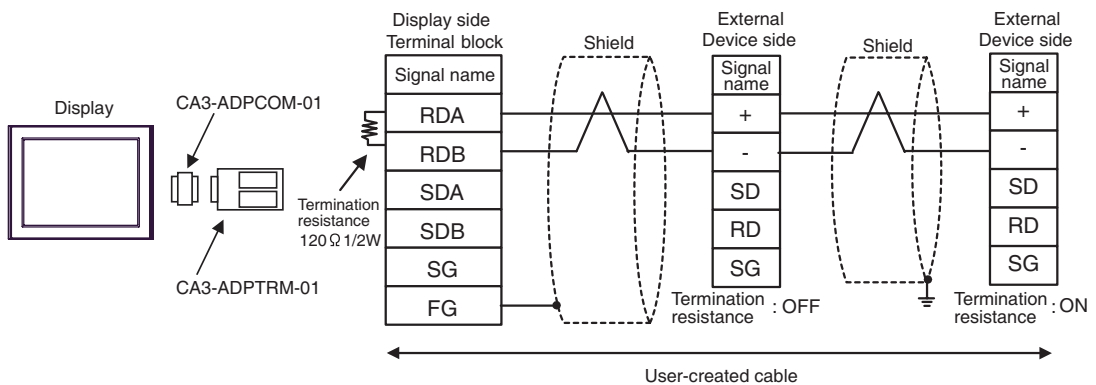 Display
CA3-ADPCOM-01
CA3-ADPTRM-01
Termination
resistance
120Ω 1/2W
Display side
Terminal block
Signal name
RDA
RDB
SDA
SDB
SG
FG
Shield
External
Device side
Signal
name
+
-
SD
RD
SG
Termination
resistance : OFF
Shield
External
Device side
Signal
name
+
-
SD
RD
SG
Termination
resistance : ON
User-created cable